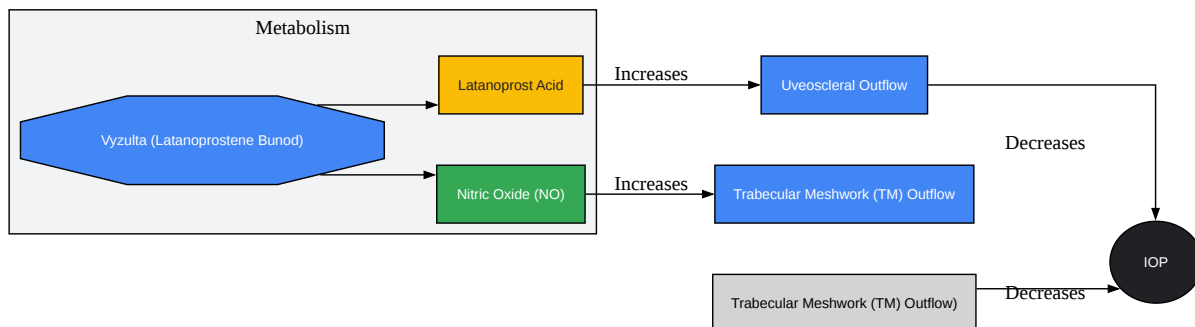 Metabolism
Latanoprost Acid
Increases
Uveoscleral Outflow
Vyzulta (Latanoprostene Bunod)
Decreases
Nitric Oxide (NO)
Increases
Trabecular Meshwork (TM) Outflow
IOP
Decreases
Trabecular Meshwork (TM) Outflow)